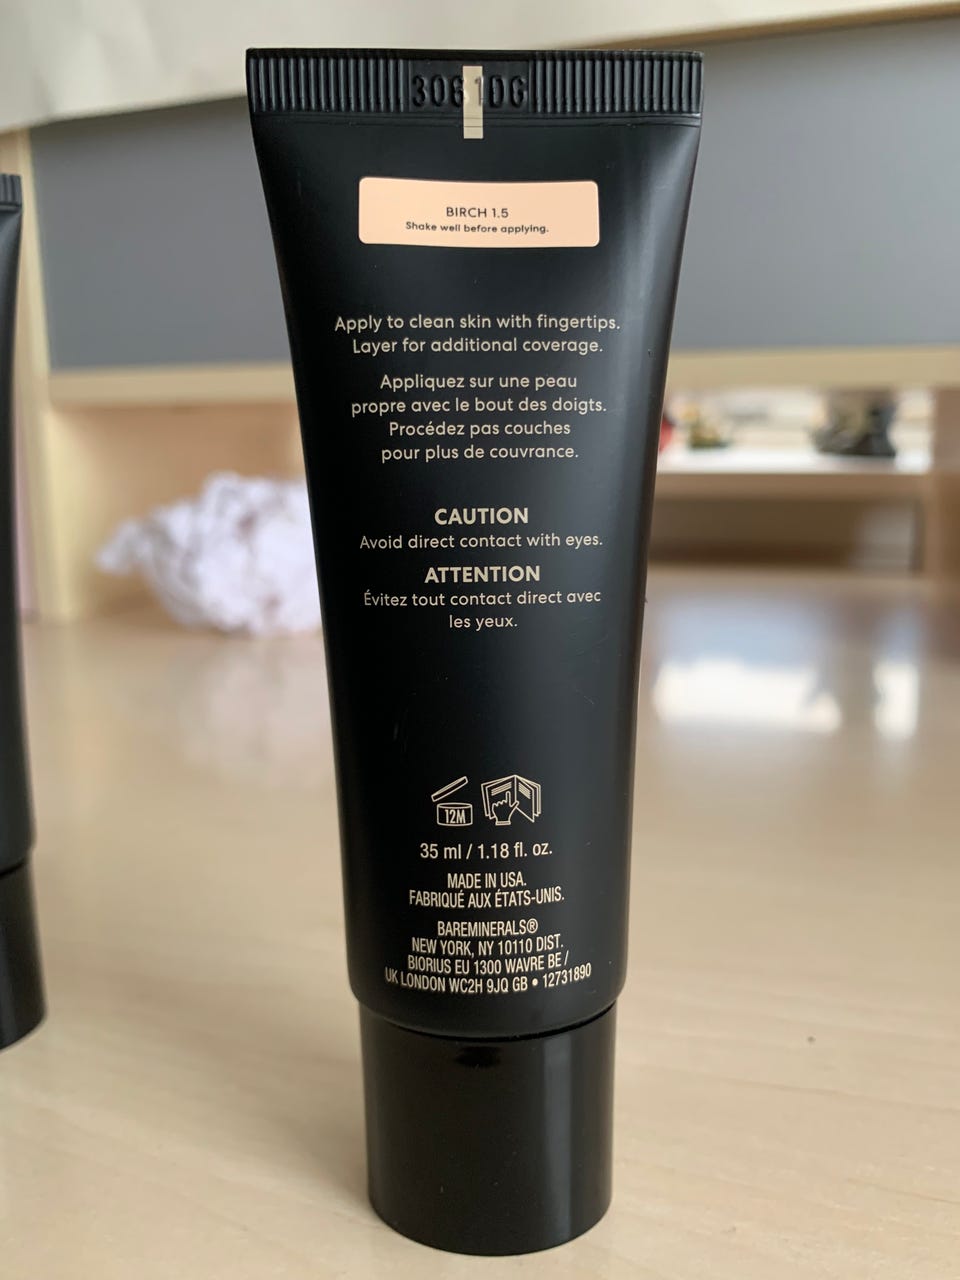 306106
BIRCH 1.5
Shake well before applying.
Apply to clean skin with fingertips.
Layer for additional coverage.
Appliquez sur une peau
propre avec le bout des doigts.
Procédez pas couches
pour plus de couvrance.
CAUTION
Avoid direct contact with eyes.
ATTENTION
Évitez tout contact direct avec
les yeux.
12M
35 ml / 1.18 fl. oz.
MADE IN USA.
FABRIQUÉ AUX ÉTATS-UNIS.
BAREMINERALS®
NEW YORK, NY 10110 DIST.
BIORIUS EU 1300 WAVRE BE /
UK LONDON WC2H 9JQ GB • 12731890